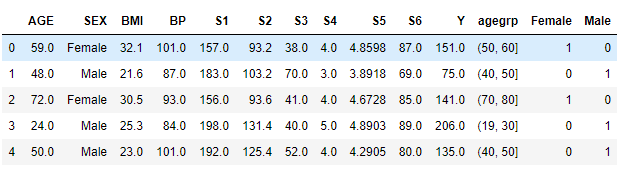 AGE SEX BMI BP S1 S2 S3 S4 S5 S6 Y agegrp Female Male
0 59.0 Female 32.1 101.0 157.0 93.2 38.0 4.0 4.8598 87.0 151.0 (50, 60] 1 0
1 48.0 Male 21.6 87.0 183.0 103.2 70.0 3.0 3.8918 69.0 75.0 (40, 50] 0 1
2 72.0 Female 30.5 93.0 156.0 93.6 41.0 4.0 4.6728 85.0 141.0 (70, 80] 1 0
3 24.0 Male 25.3 84.0 198.0 131.4 40.0 5.0 4.8903 89.0 206.0 (19, 30] 0 1
4 50.0 Male 23.0 101.0 192.0 125.4 52.0 4.0 4.2905 80.0 135.0 (40, 50] 0 1